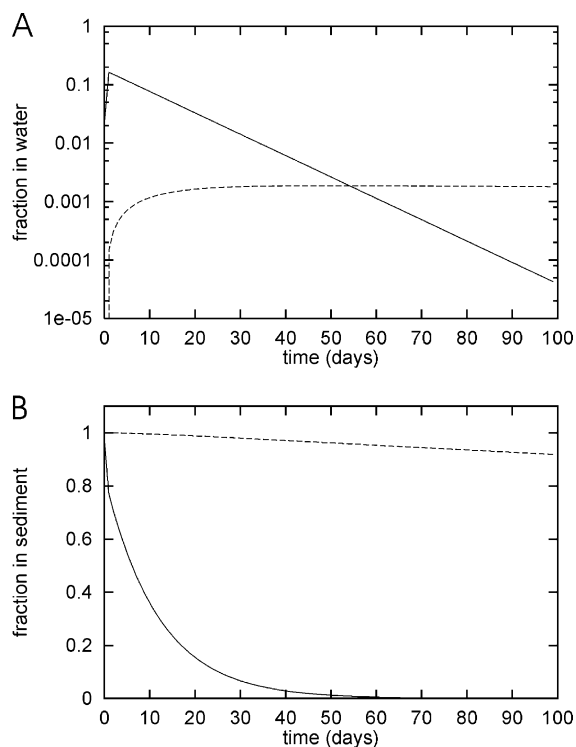 A
1
0.1
0.01
0.001
0.0001
1e-05
fraction in water
0 10 20 30 40 50 60 70 80 90 100
time (days)
B
1
0.8
0.6
0.4
0.2
0
fraction in sediment
0 10 20 30 40 50 60 70 80 90 100
time (days)